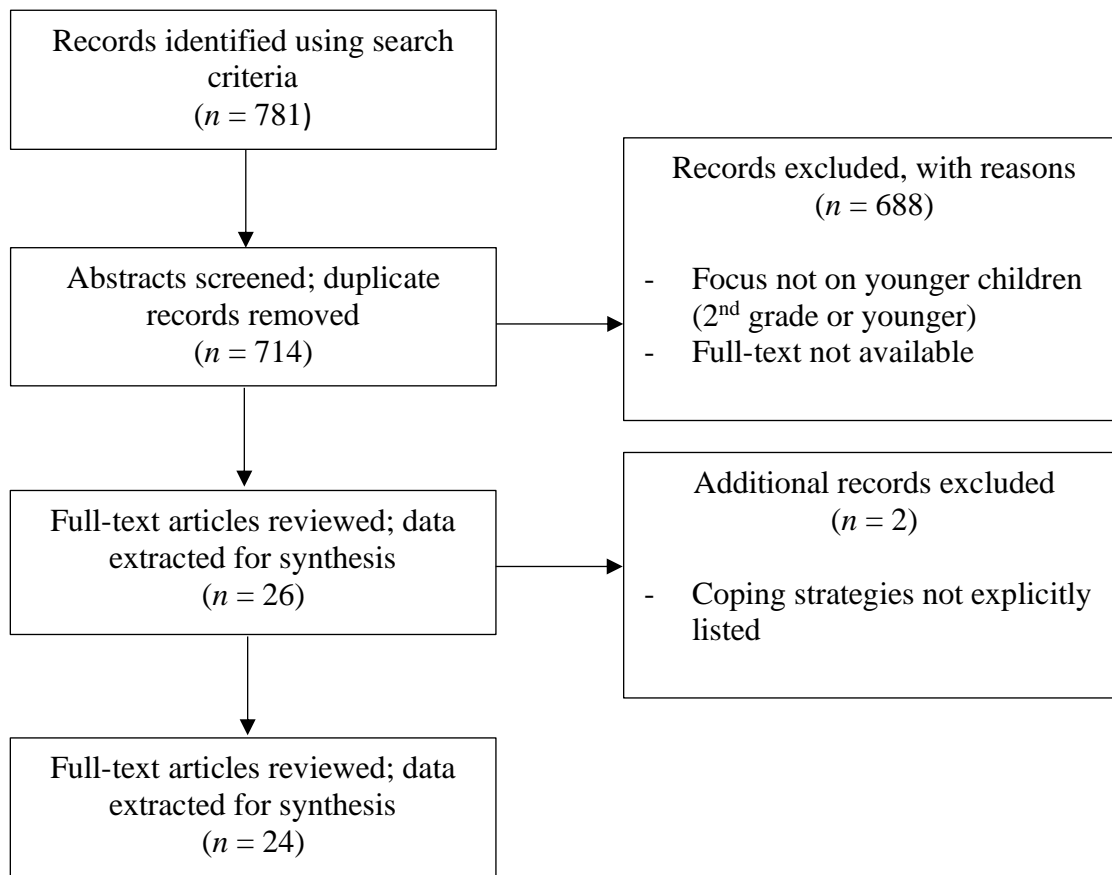 Records identified using search
criteria
(n = 781)
Records excluded, with reasons
(n = 688)
- Focus not on younger children
(2nd grade or younger)
- Full-text not available
Abstracts screened; duplicate
records removed
(n = 714)
Additional records excluded
(n = 2)
- Coping strategies not explicitly
listed
Full-text articles reviewed; data
extracted for synthesis
(n = 26)
Full-text articles reviewed; data
extracted for synthesis
(n = 24)